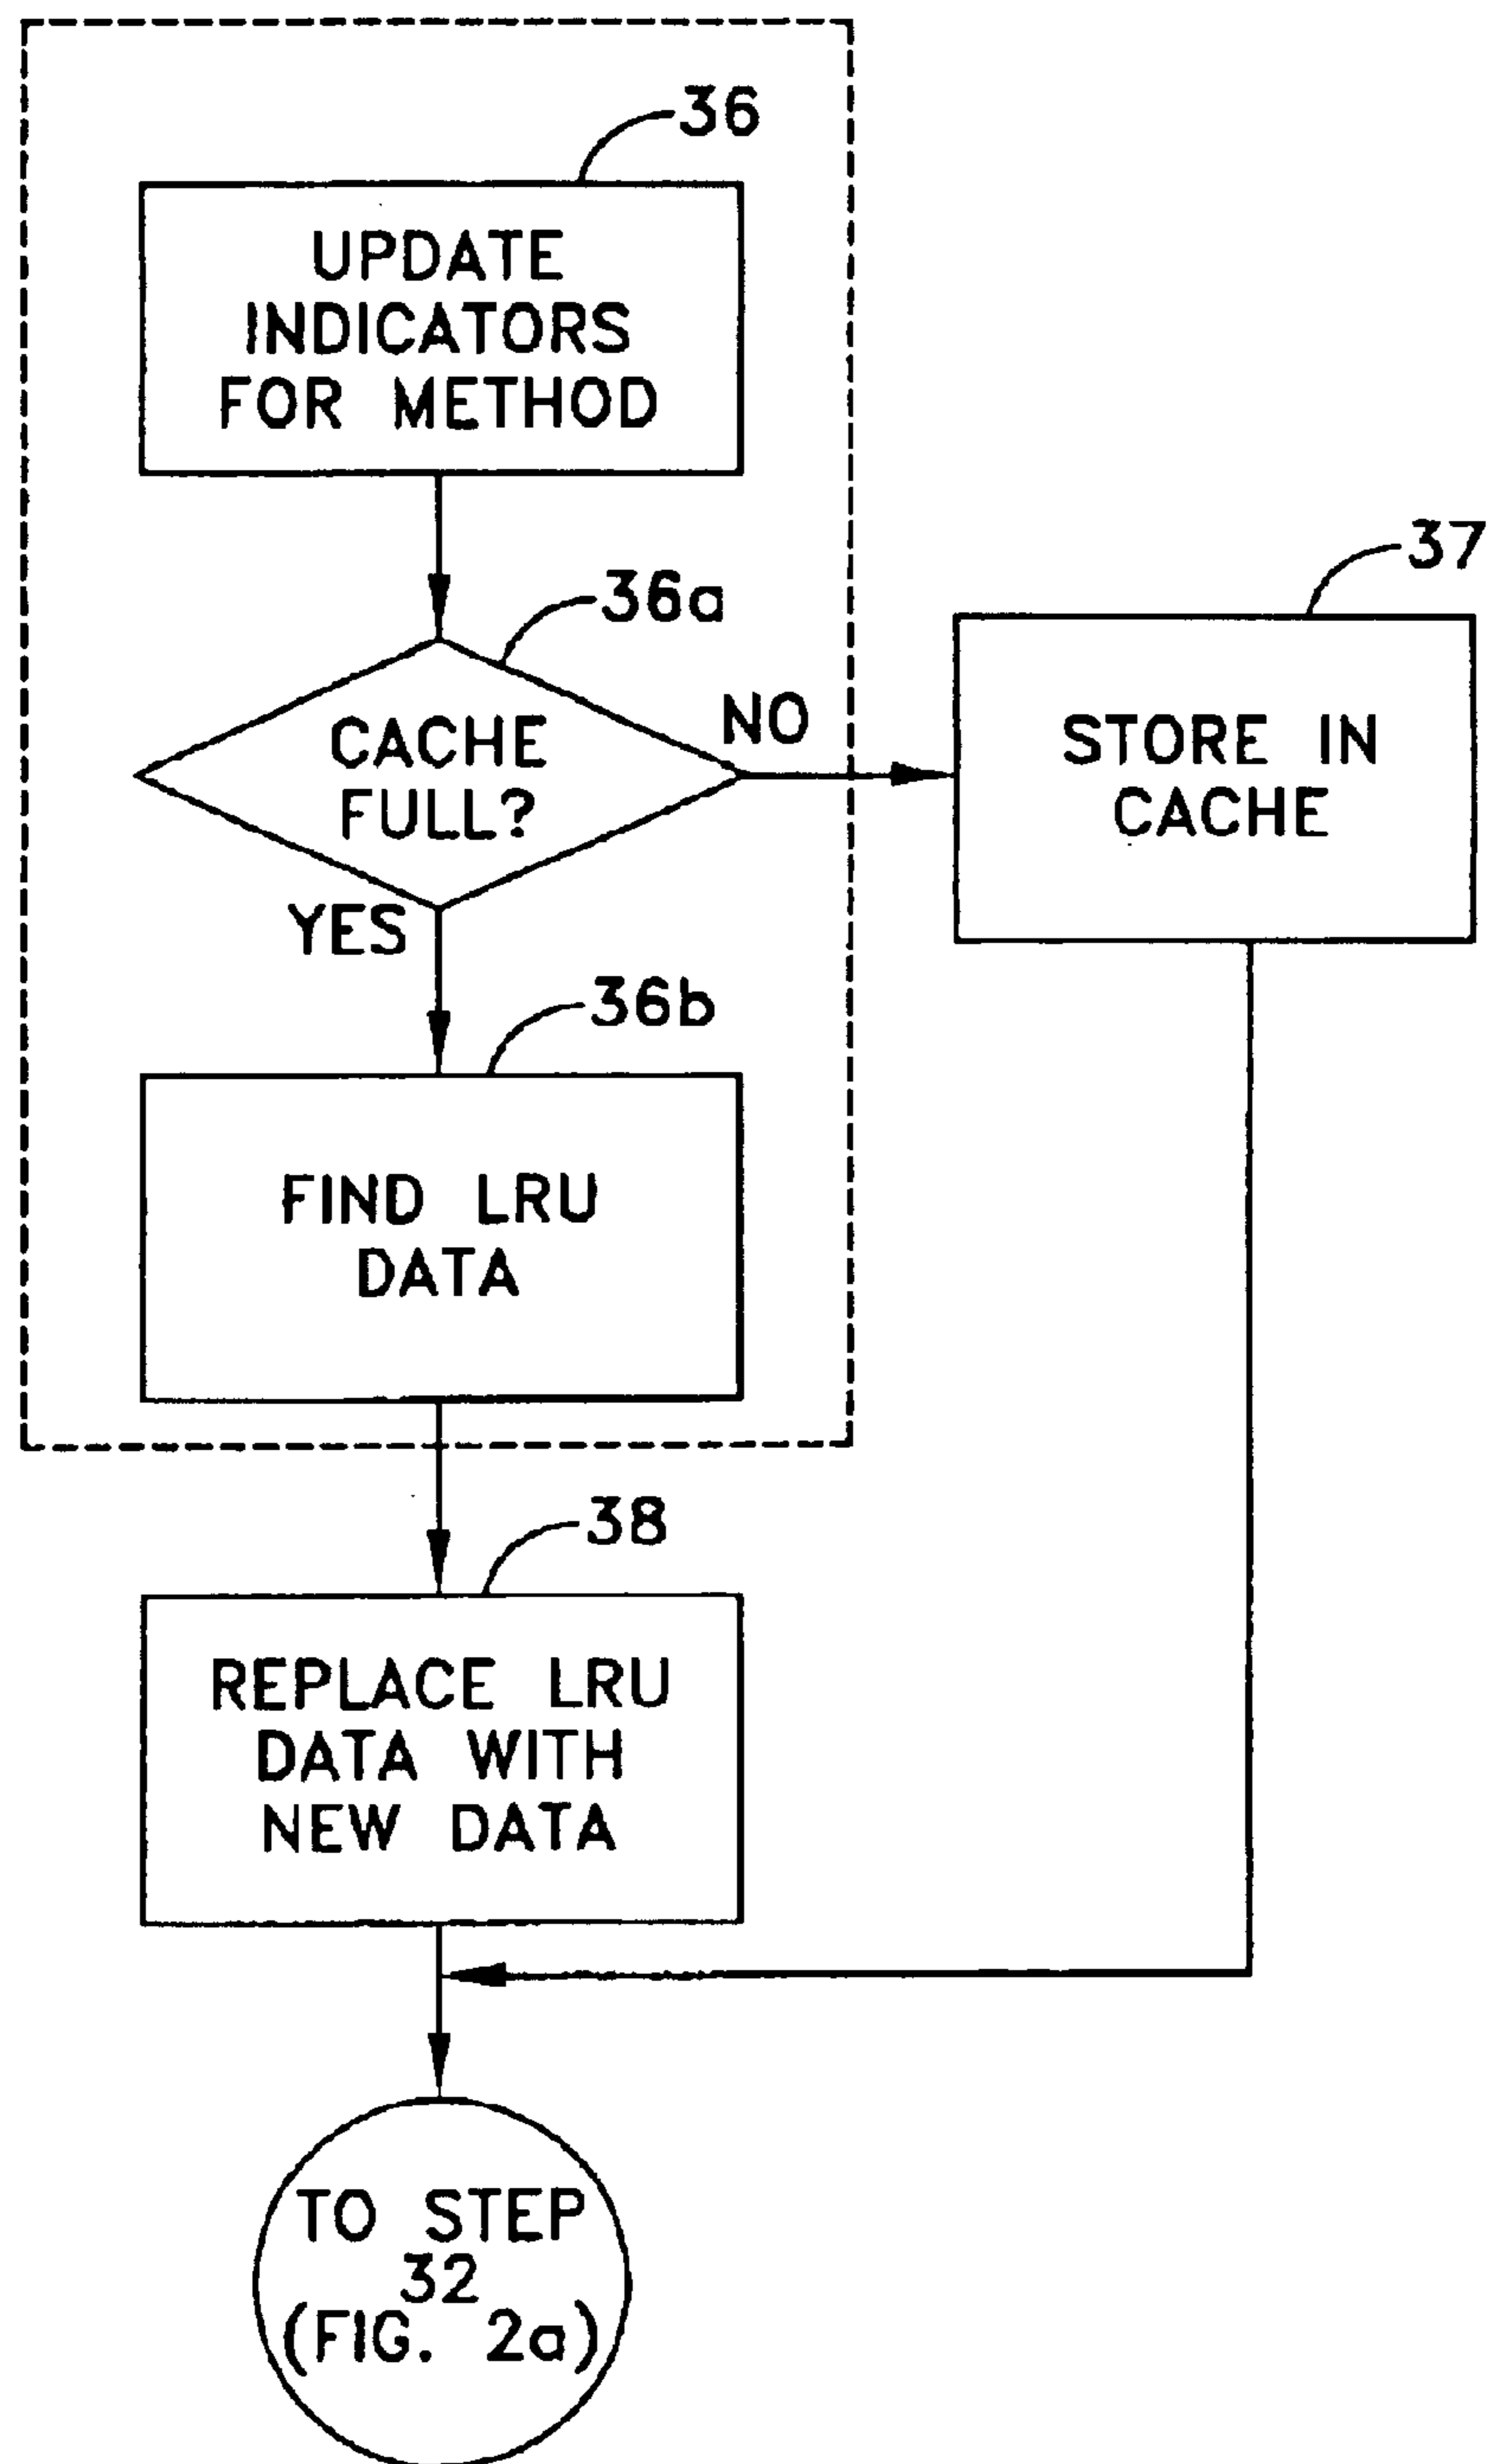 36
UPDATE
INDICATORS
FOR METHOD
36a
CACHE
FULL?
NO
YES
37
STORE IN
CACHE
36b
FIND LRU
DATA
38
REPLACE LRU
DATA WITH
NEW DATA
TO STEP
32
(FIG. 2a)